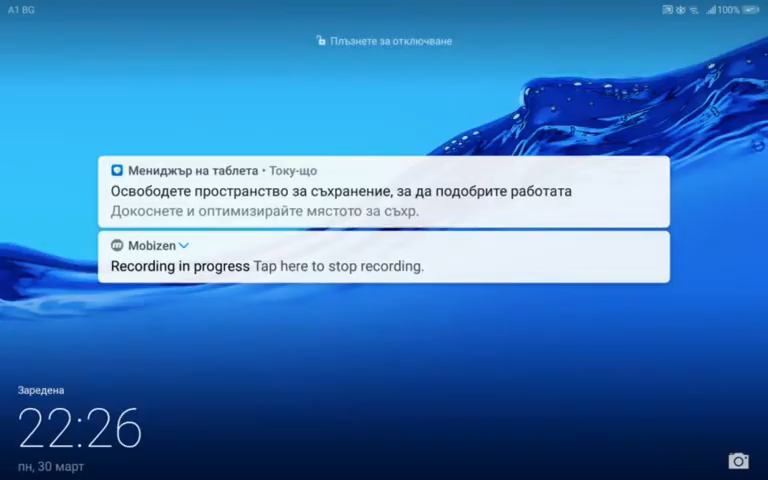 A1 BG
100%
Плъзнете за отключване
Мениджър на таблета • Току-що
Освободете пространство за съхранение, за да подобрите работата
Докоснете и оптимизирайте мястото за съхр.
Mobizen
Recording in progress Tap here to stop recording.
Заредена
22:26
пн, 30 март